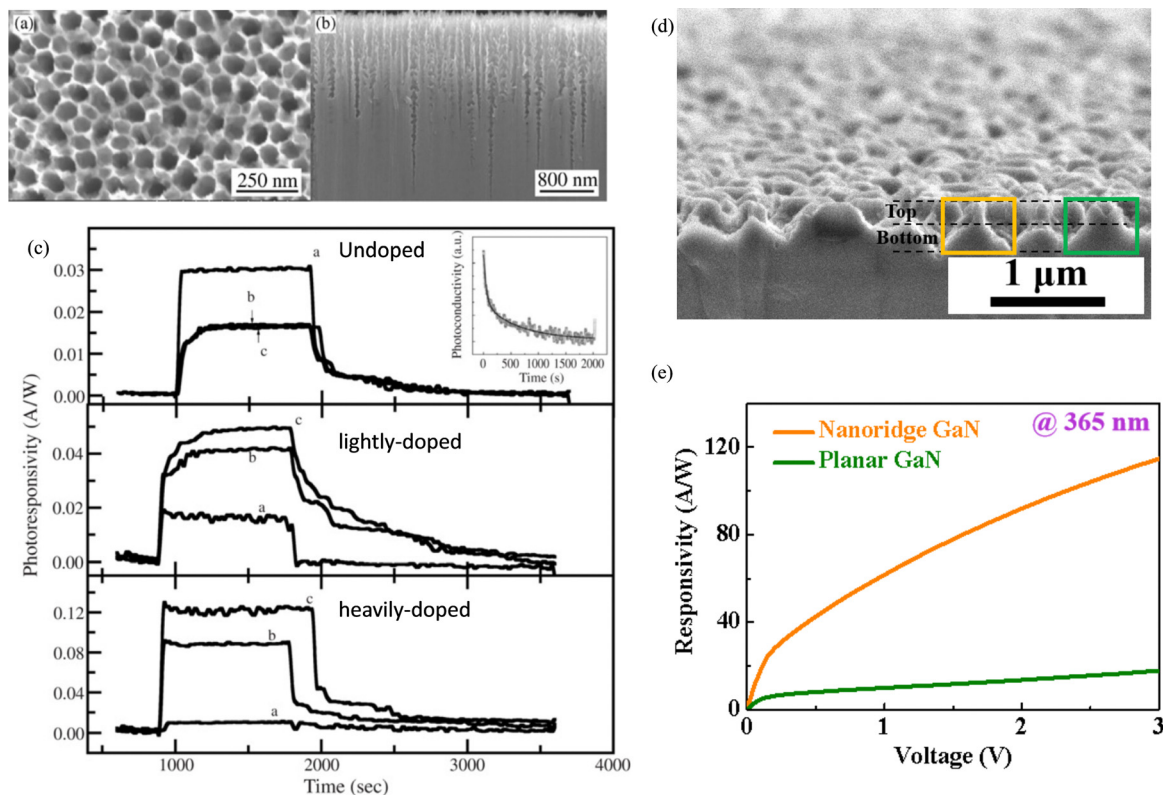 (a)
250 nm
(b)
800 nm
(c)
Photoresponsivity (A/W)
Undoped
a
b
c
0.03
0.02
0.01
0.00
Photoconductivity (a.u.)
0 500 1000 1500 2000
Time (s)
lightly-doped
c
b
a
0.04
0.02
0.00
heavily-doped
c
b
a
0.12
0.08
0.04
0.00
1000 2000 3000 4000
Time (sec)
(d)
Top
Bottom
1 µm
(e)
Responsivity (A/W)
Nanoridge GaN
Planar GaN
@ 365 nm
120
80
40
0
0 1 2 3
Voltage (V)